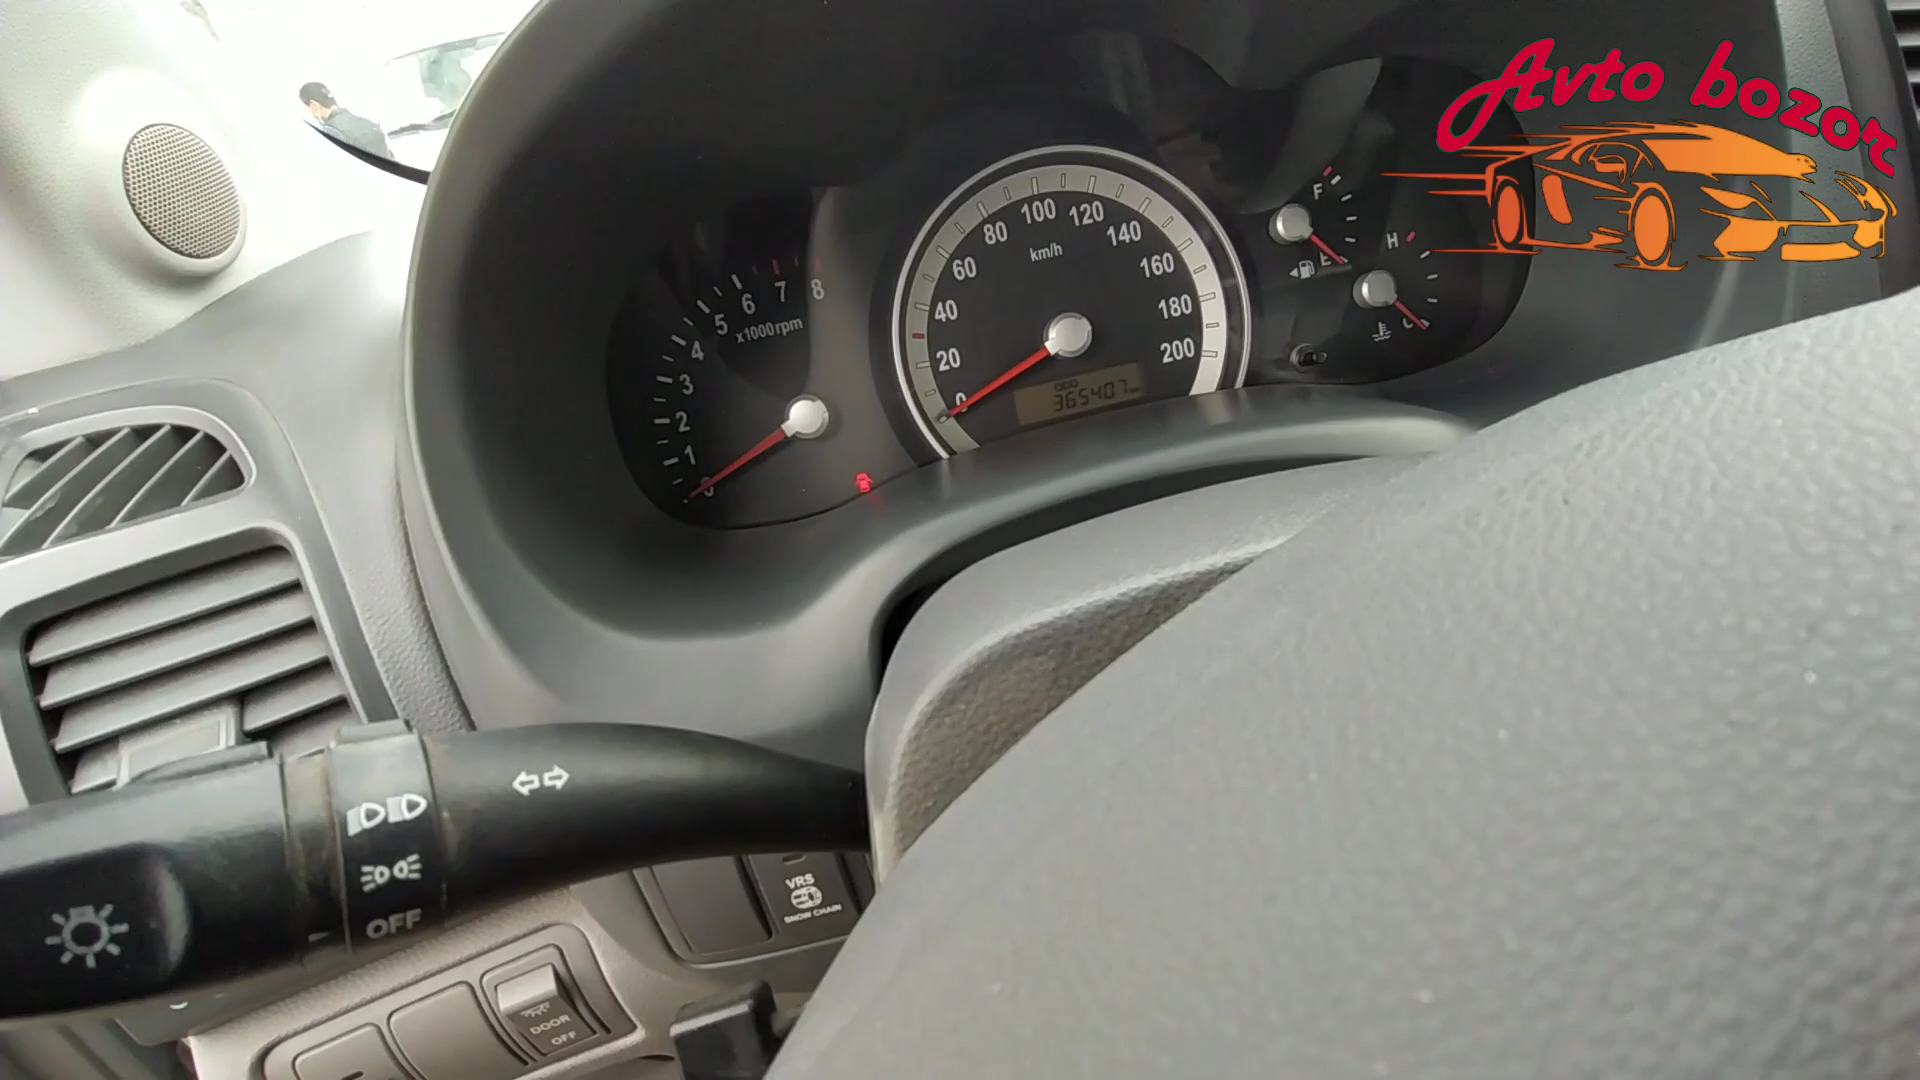 Avto bozor
F
E
H
C
0 20 40 60 80 100 120 140 160 180 200
km/h
ODO
365407
0 1 2 3 4 5 6 7 8
x1000rpm
OFF
VRS
SNOW CHAIN
DOOR
OFF